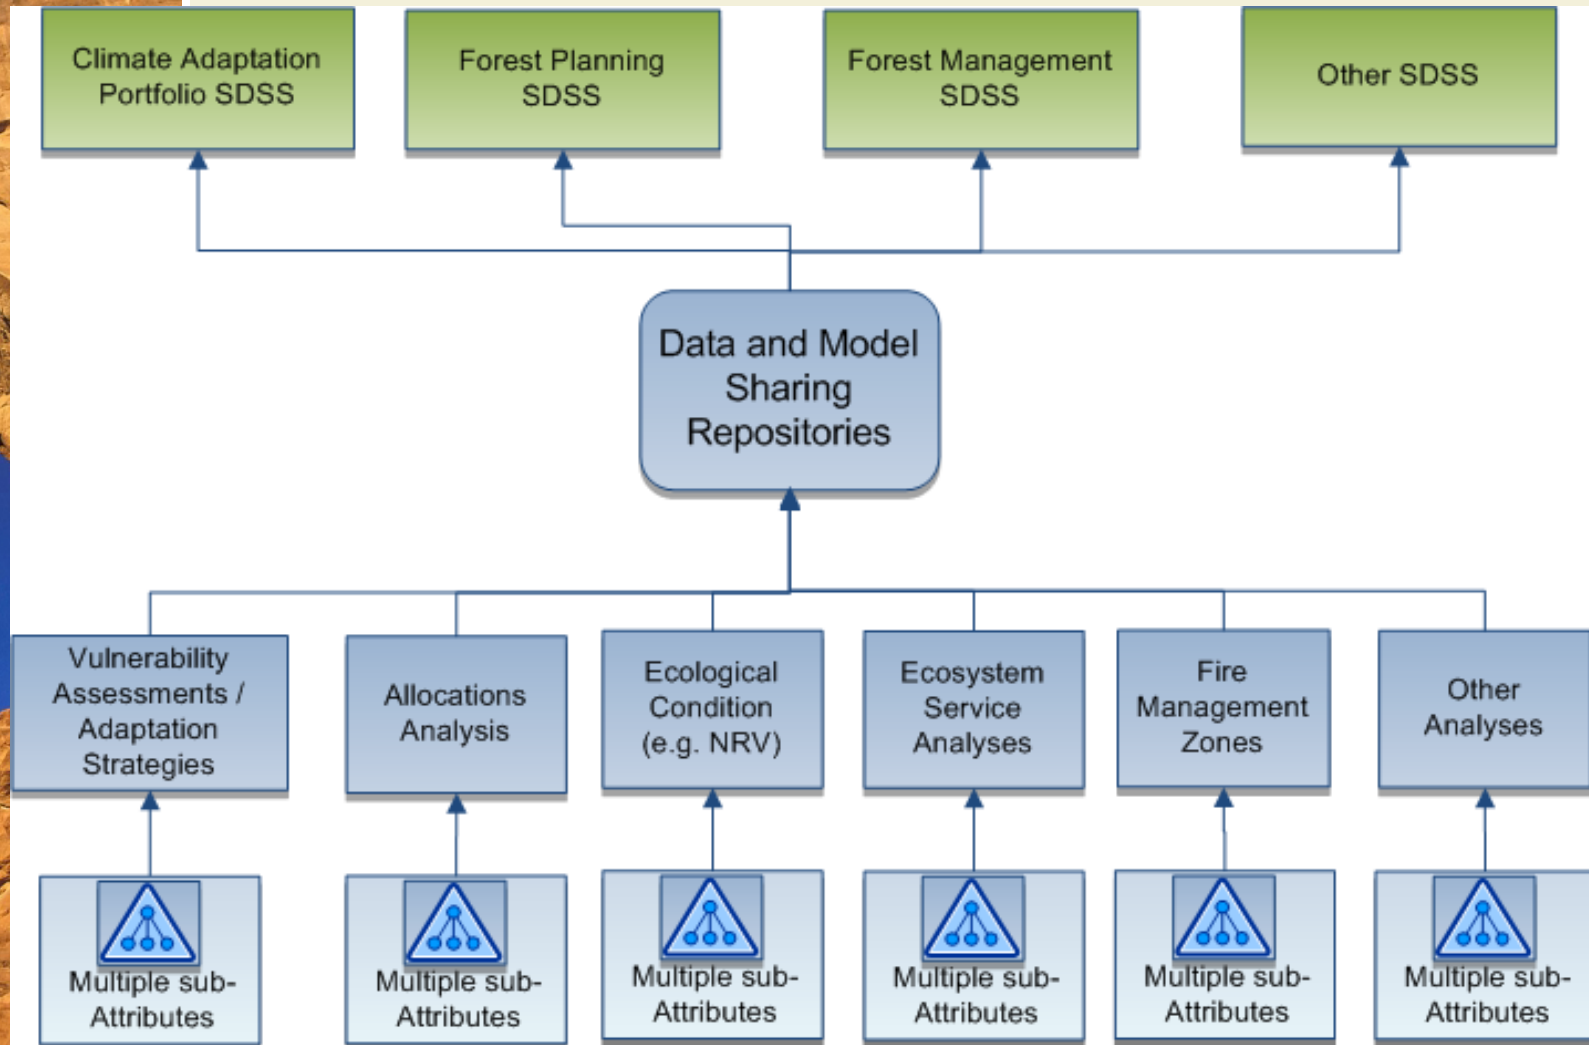 Climate Adaptation
Portfolio SDSS
Forest Planning
SDSS
Forest Management
SDSS
Other SDSS
Data and Model
Sharing
Repositories
Vulnerability
Assessments /
Adaptation
Strategies
Allocations
Analysis
Ecological
Condition
(e.g. NRV)
Ecosystem
Service
Analyses
Fire
Management
Zones
Other
Analyses
Multiple sub-
Attributes
Multiple sub-
Attributes
Multiple sub-
Attributes
Multiple sub-
Attributes
Multiple sub-
Attributes
Multiple sub-
Attributes